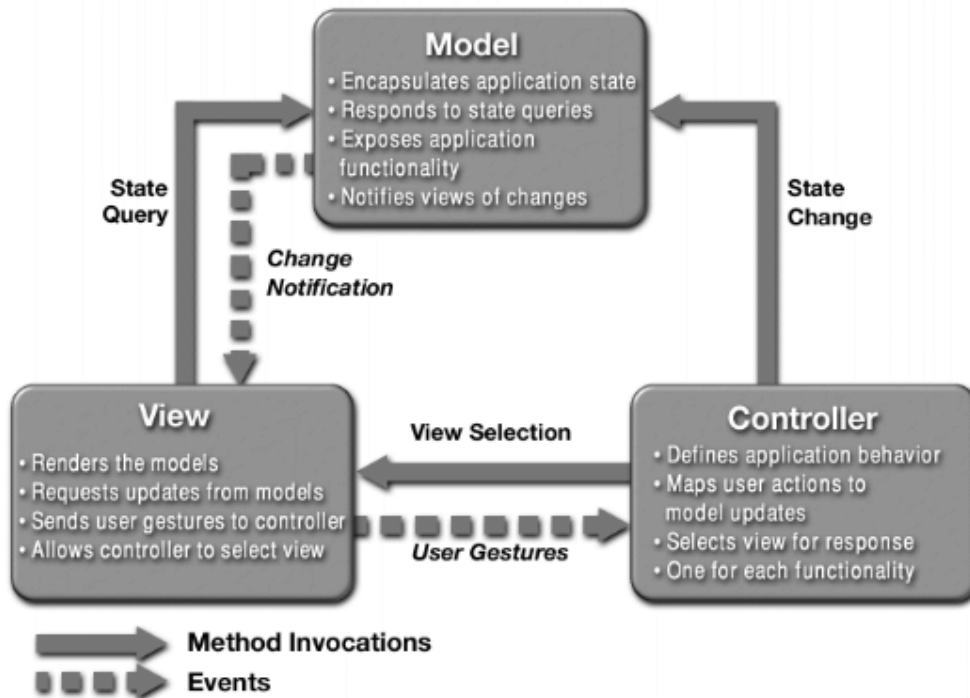 Model
• Encapsulates application state
• Responds to state queries
• Exposes application
functionality
• Notifies views of changes
State
Query
State
Change
Change
Notification
View
• Renders the models
• Requests updates from models
• Sends user gestures to controller
• Allows controller to select view
View Selection
User Gestures
Controller
• Defines application behavior
• Maps user actions to
model updates
• Selects view for response
• One for each functionality
Method Invocations
Events